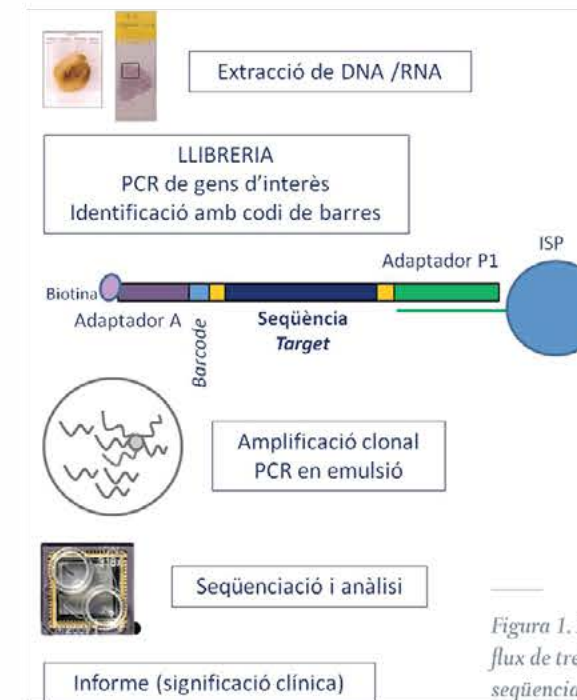 Extracció de DNA /RNA
LLIBRERIA
PCR de gens d'interès
Identificació amb codi de barres
ISP
Adaptador P1
Biotina
Adaptador A
Barcode
Seqüència
Target
Amplificació clonal
PCR en emulsió
Seqüenciació i anàlisi
Informe (significació clínica)
Figura 1.
flux de tre
seqüencia